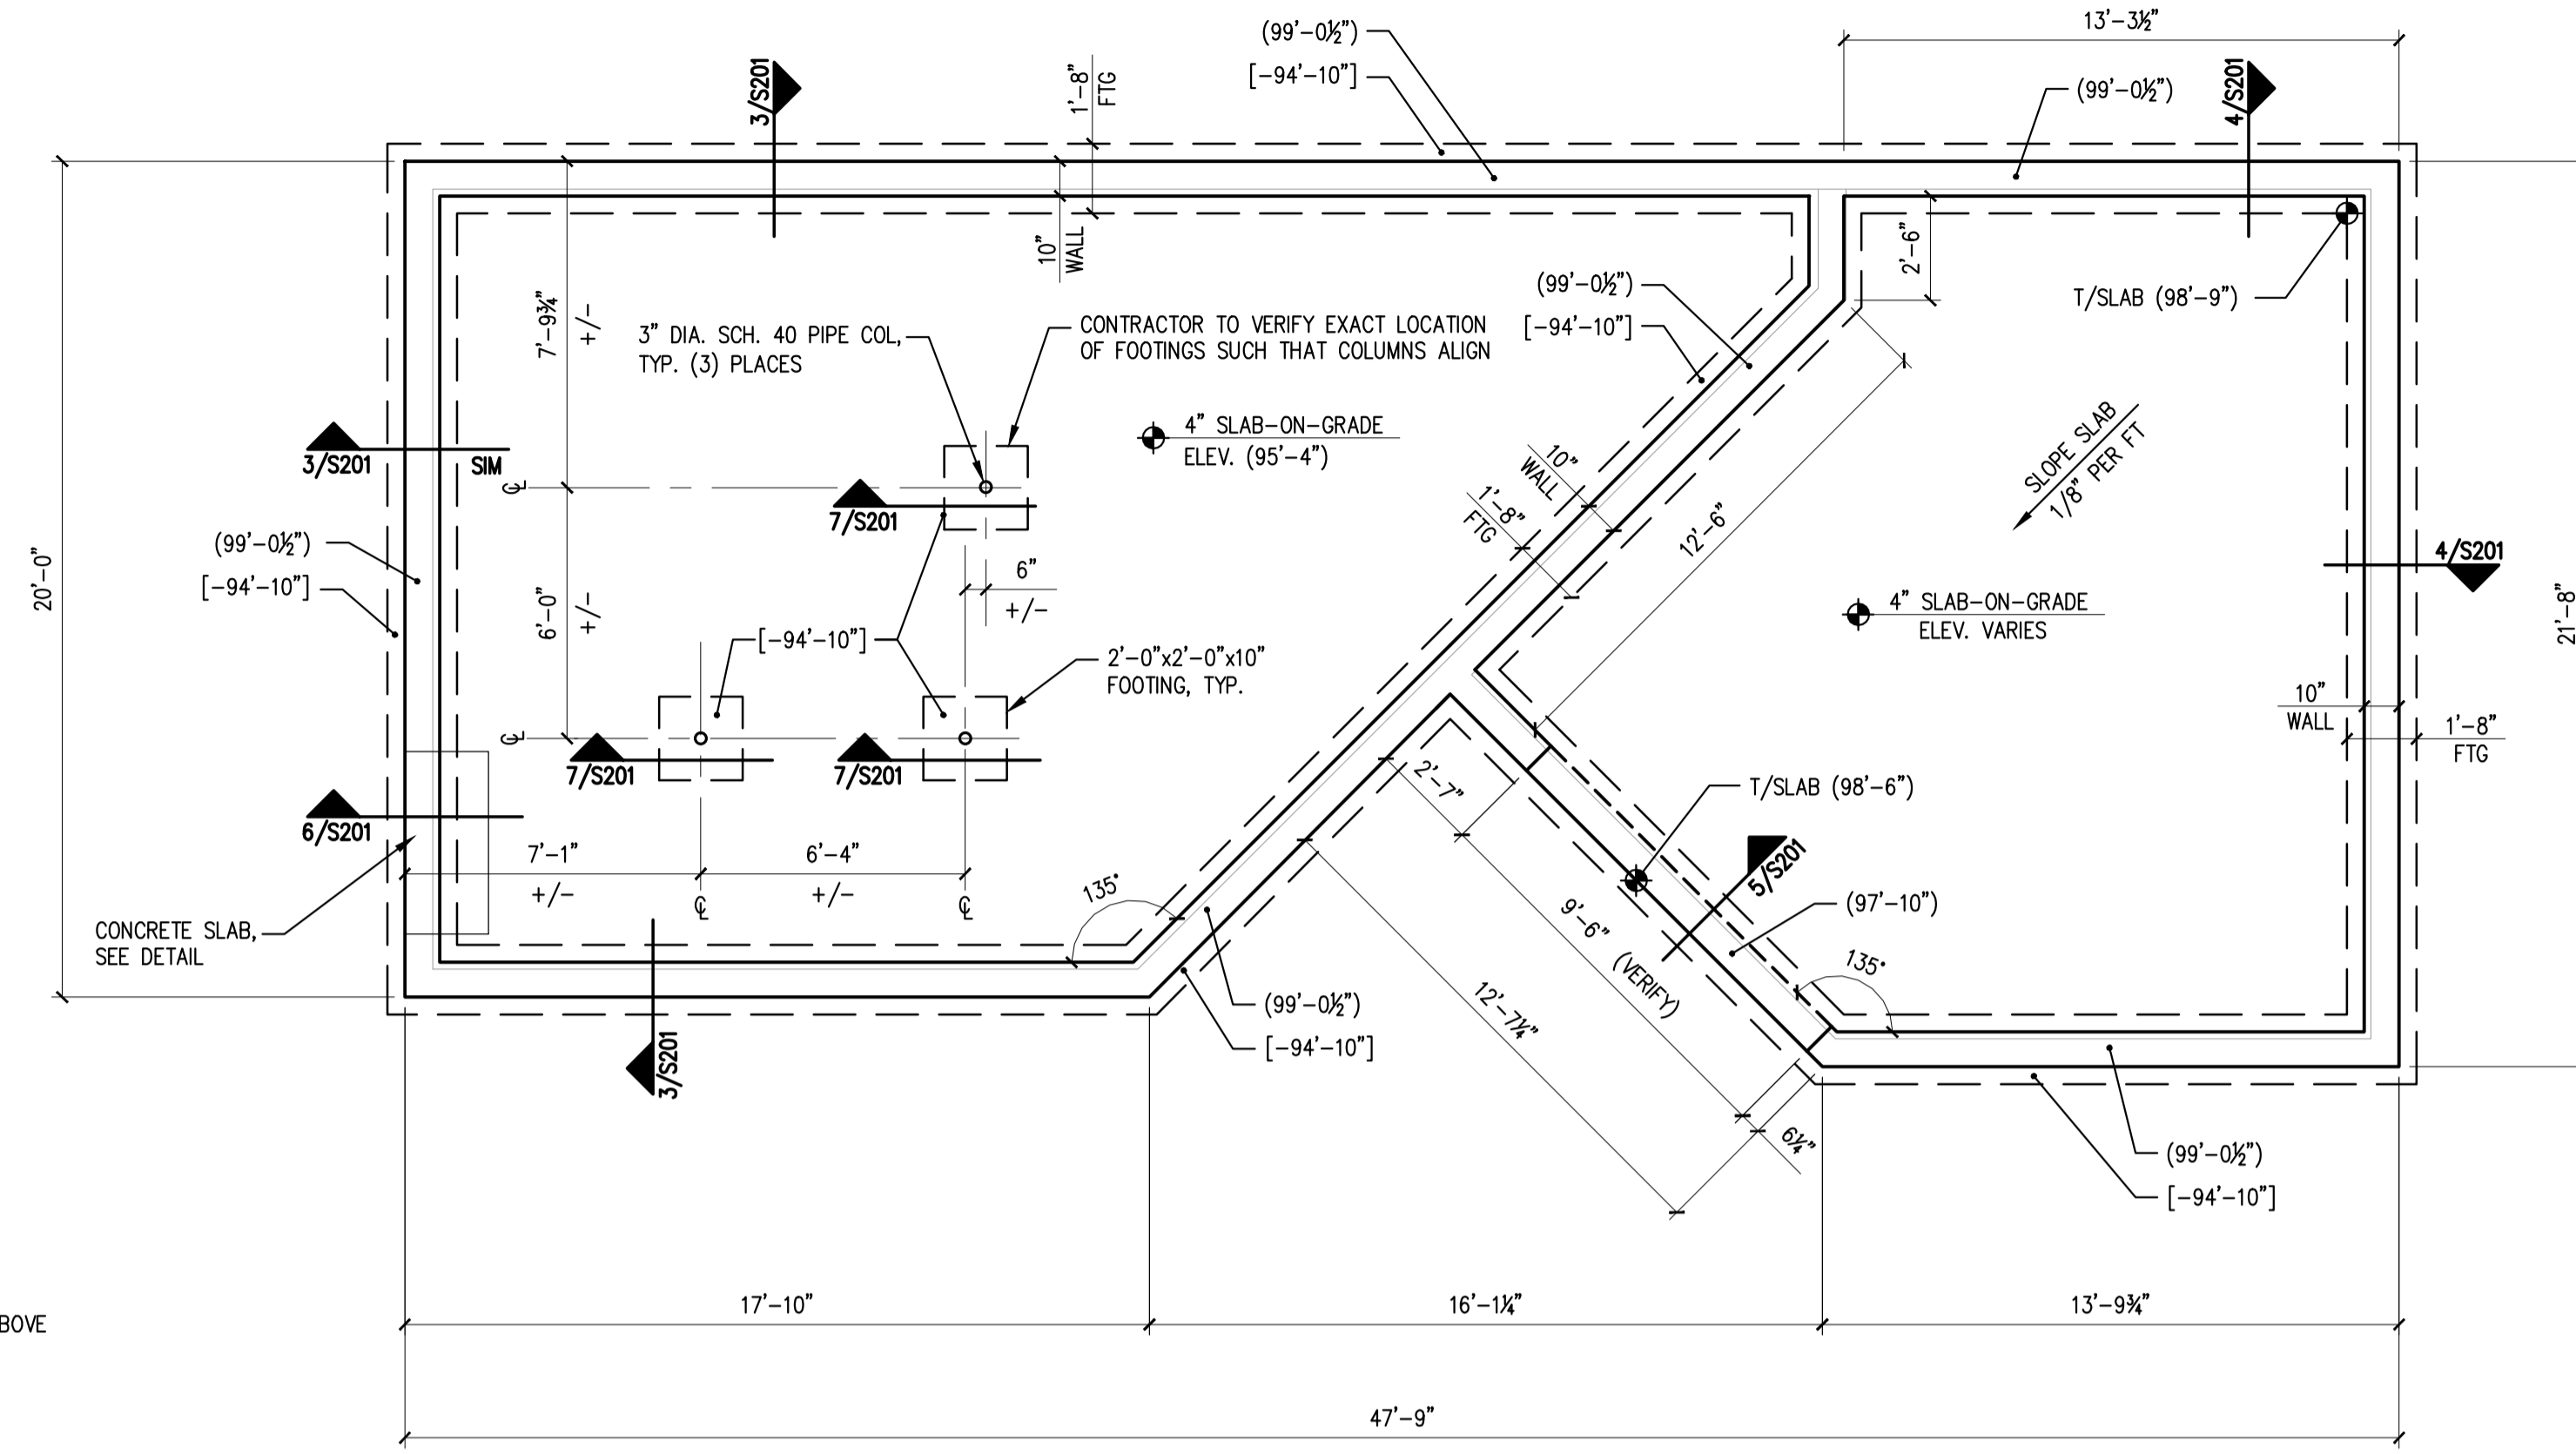 13'-3½"
(99'-0½")
[-94'-10"]
3/S201
1'-8"
FTG
(99'-0½")
4/S201
10"
WALL
2'-6"
T/SLAB (98'-9")
7'-9¾"
+/-
3" DIA. SCH. 40 PIPE COL,
TYP. (3) PLACES
CONTRACTOR TO VERIFY EXACT LOCATION
OF FOOTINGS SUCH THAT COLUMNS ALIGN
(99'-0½")
[-94'-10"]
4" SLAB-ON-GRADE
ELEV. (95'-4")
SLOPE SLAB
1/8" PER FT
3/S201
SIM
℄
7/S201
10"
WALL
1'-8"
FTG
12'-6"
(99'-0½")
[-94'-10"]
20'-0"
6'-0"
+/-
6"
+/-
[-94'-10"]
2'-0"x2'-0"x10"
FOOTING, TYP.
4/S201
4" SLAB-ON-GRADE
ELEV. VARIES
21'-8"
10"
WALL
1'-8"
FTG
℄
7/S201
7/S201
2'-7"
T/SLAB (98'-6")
6/S201
7'-1"
+/-
6'-4"
+/-
℄
℄
135°
5/S201
(97'-10")
9'-6"
(VERIFY)
135°
CONCRETE SLAB,
SEE DETAIL
3/S201
(99'-0½")
[-94'-10"]
12'-7¼"
6¼"
(99'-0½")
[-94'-10"]
17'-10"
16'-1¼"
13'-9¾"
BOVE
47'-9"